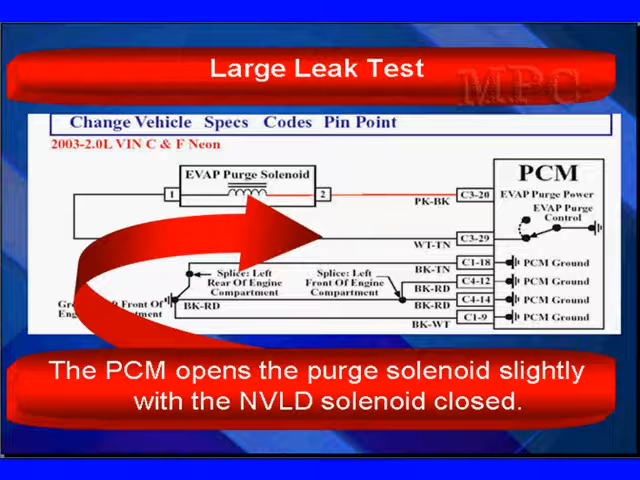 Large Leak Test
MPC
Change Vehicle Specs Codes Pin Point
2003-2.0L VIN C & F Neon
EVAP Purge Solenoid
1
2
PK-BK
C3-20
PCM
EVAP Purge Power
EVAP Purge
Control
WT-TN
C3-29
BK-TN
C1-18
PCM Ground
Splice: Left
Rear Of Engine
Compartment
Splice: Left
Front Of Engine
Compartment
BK-RD
C4-12
PCM Ground
BK-RD
BK-RD
C4-14
PCM Ground
BK-WT
C1-9
PCM Ground
Front Of
The PCM opens the purge solenoid slightly
with the NVLD solenoid closed.